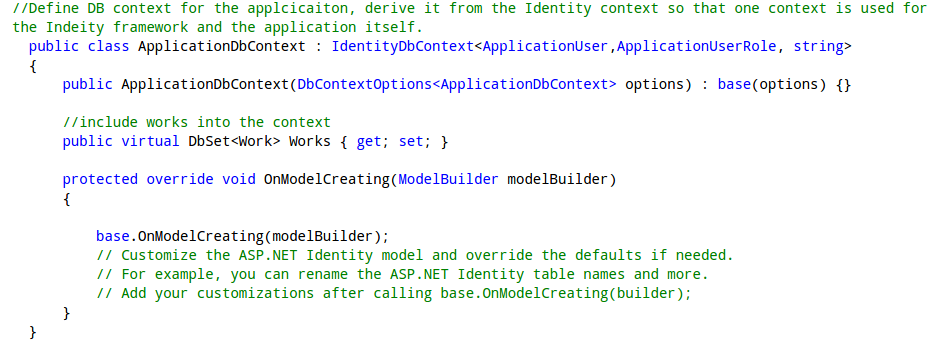 //Define DB context for the applcicaiton, derive it from the Identity context so that one context is used for
the Indeity framework and the application itself.
public class ApplicationDbContext : IdentityDbContext<ApplicationUser,ApplicationUserRole, string>
{
public ApplicationDbContext(DbContextOptions<ApplicationDbContext> options) : base(options) {}
//include works into the context
public virtual DbSet<Work> Works { get; set; }
protected override void OnModelCreating(ModelBuilder modelBuilder)
{
base.OnModelCreating(modelBuilder);
// Customize the ASP.NET Identity model and override the defaults if needed.
// For example, you can rename the ASP.NET Identity table names and more.
// Add your customizations after calling base.OnModelCreating(builder);
}
}